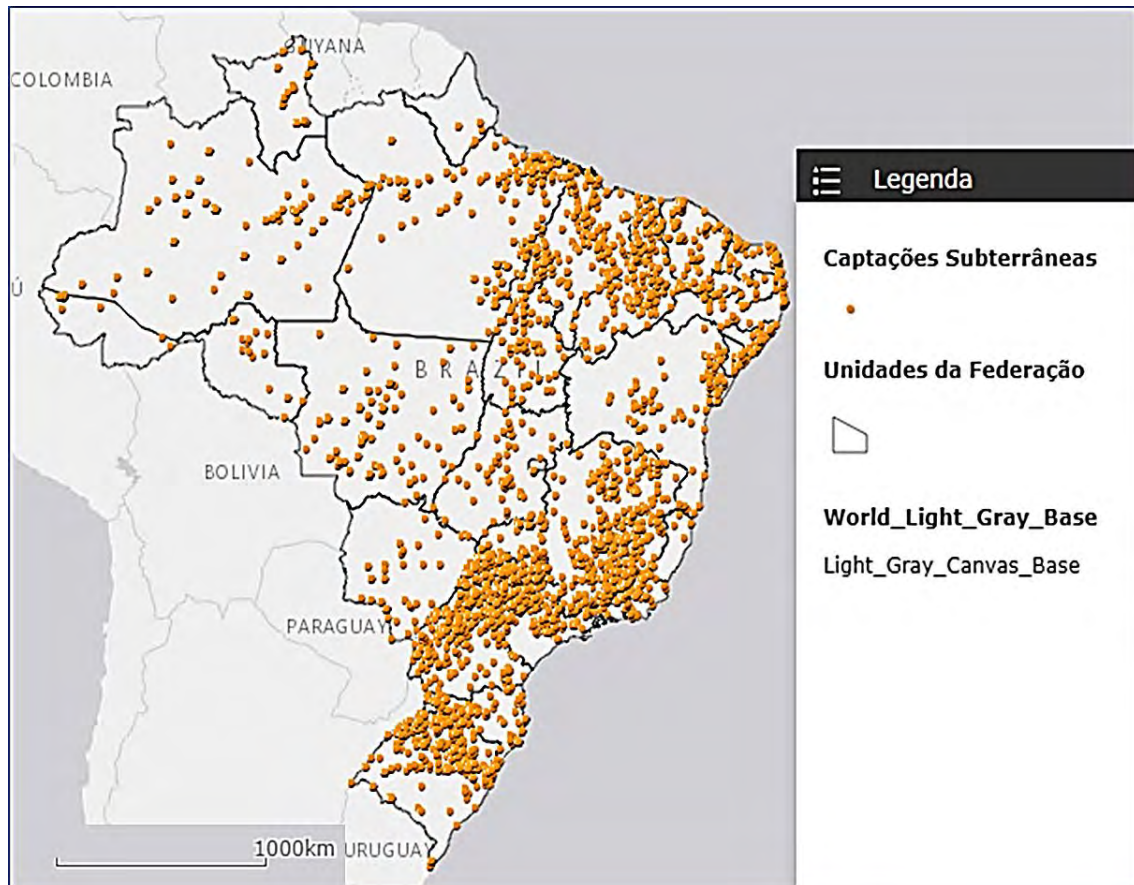 GUYANA
COLOMBIA
Legenda
Captações Subterrâneas
Ú
Unidades da Federação
BRAZIL
BOLIVIA
World_Light_Gray_Base
Light_Gray_Canvas_Base
PARAGUAY
1000km
URUGUAY